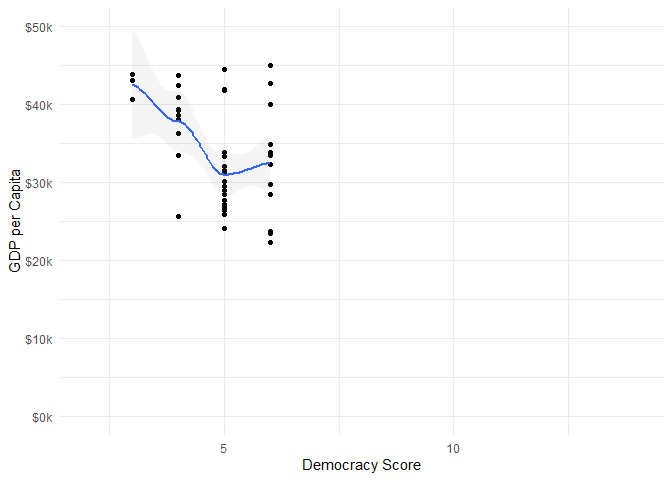 $50k
$40k
$30k
$20k
$10k
$0k
GDP per Capita
5
10
Democracy Score